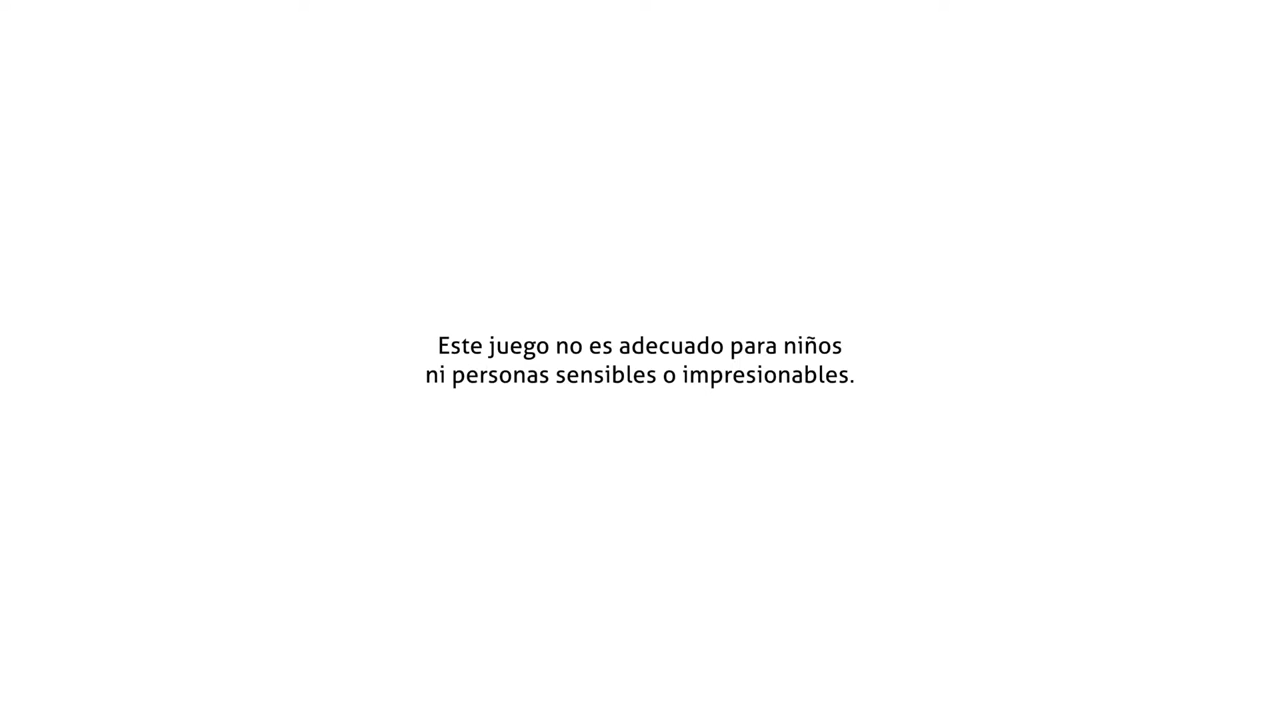 Este juego no es adecuado para niños
ni personas sensibles o impresionables.